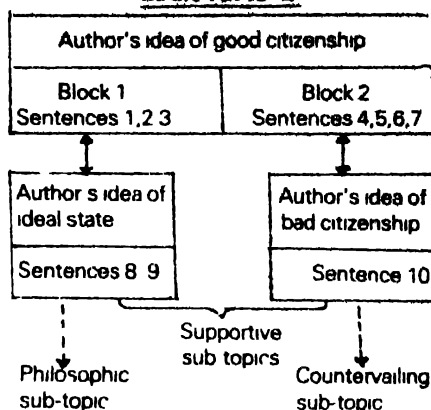 Author's idea of good citizenship
Block 1
Sentences 1,2 3
Block 2
Sentences 4,5,6,7
Author s idea of
ideal state
Sentences 8 9
Author's idea of
bad citizenship
Sentence 10
Supportive
sub topics
Philosophic
sub-topic
Countervailing
sub-topic